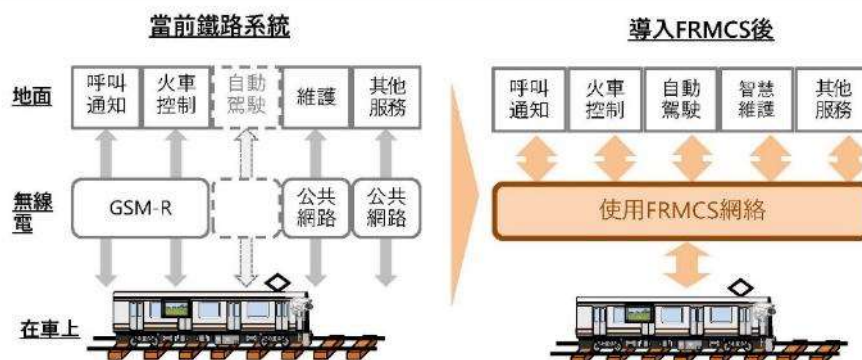 當前鐵路系統
導入FRMCS後
地面
呼叫
通知
火車
控制
自動
駕駛
維護
其他
服務
呼叫
通知
火車
控制
自動
駕駛
智慧
維護
其他
服務
無線
電
GSM-R
公共
網路
公共
網路
使用FRMCS網絡
在車上